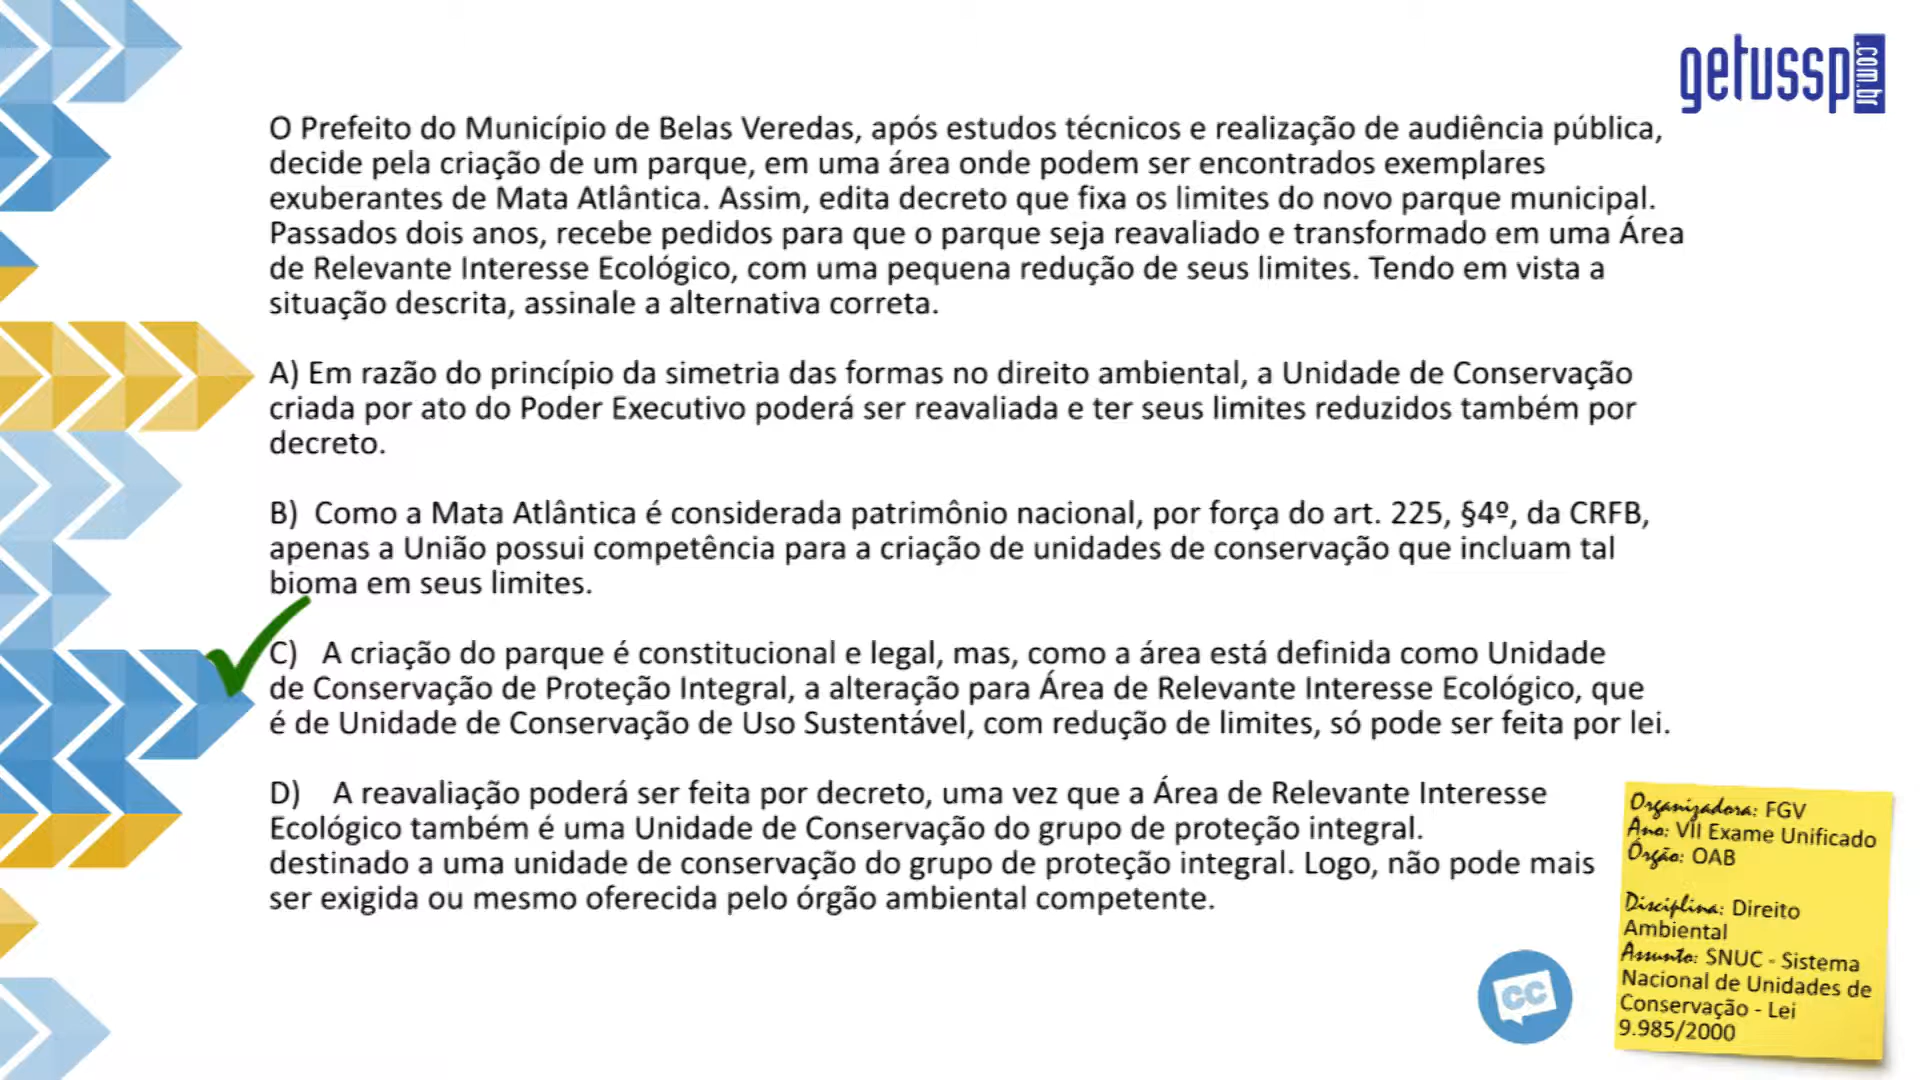 getussp.com.br
O Prefeito do Município de Belas Veredas, após estudos técnicos e realização de audiência pública,
decide pela criação de um parque, em uma área onde podem ser encontrados exemplares
exuberantes de Mata Atlântica. Assim, edita decreto que fixa os limites do novo parque municipal.
Passados dois anos, recebe pedidos para que o parque seja reavaliado e transformado em uma Área
de Relevante Interesse Ecológico, com uma pequena redução de seus limites. Tendo em vista a
situação descrita, assinale a alternativa correta.
A) Em razão do princípio da simetria das formas no direito ambiental, a Unidade de Conservação
criada por ato do Poder Executivo poderá ser reavaliada e ter seus limites reduzidos também por
decreto.
B) Como a Mata Atlântica é considerada patrimônio nacional, por força do art. 225, §4º, da CRFB,
apenas a União possui competência para a criação de unidades de conservação que incluam tal
bioma em seus limites.
C) A criação do parque é constitucional e legal, mas, como a área está definida como Unidade
de Conservação de Proteção Integral, a alteração para Área de Relevante Interesse Ecológico, que
é de Unidade de Conservação de Uso Sustentável, com redução de limites, só pode ser feita por lei.
D) A reavaliação poderá ser feita por decreto, uma vez que a Área de Relevante Interesse
Ecológico também é uma Unidade de Conservação do grupo de proteção integral.
destinado a uma unidade de conservação do grupo de proteção integral. Logo, não pode mais
ser exigida ou mesmo oferecida pelo órgão ambiental competente.
Organizadora: FGV
Ano: VII Exame Unificado
Órgão: OAB
Disciplina: Direito
Ambiental
Assunto: SNUC - Sistema
Nacional de Unidades de
Conservação - Lei
9.985/2000
CC